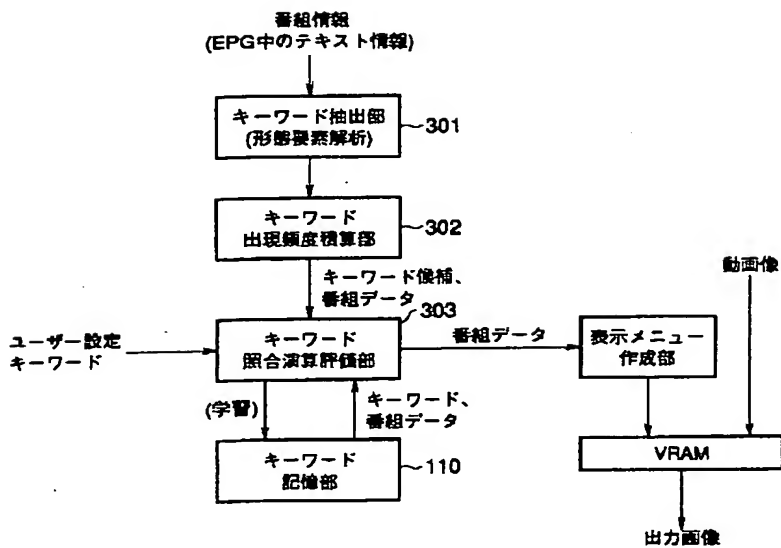 番組情報
(EPG中のテキスト情報)
キーワード抽出部
(形態要素解析)
301
キーワード
出現頻度積算部
302
キーワード候補、
番組データ
303
動画像
ユーザー設定
キーワード
キーワード
照合演算評価部
番組データ
表示メニュー
作成部
(学習)
キーワード、
番組データ
キーワード
記憶部
110
VRAM
出力画像